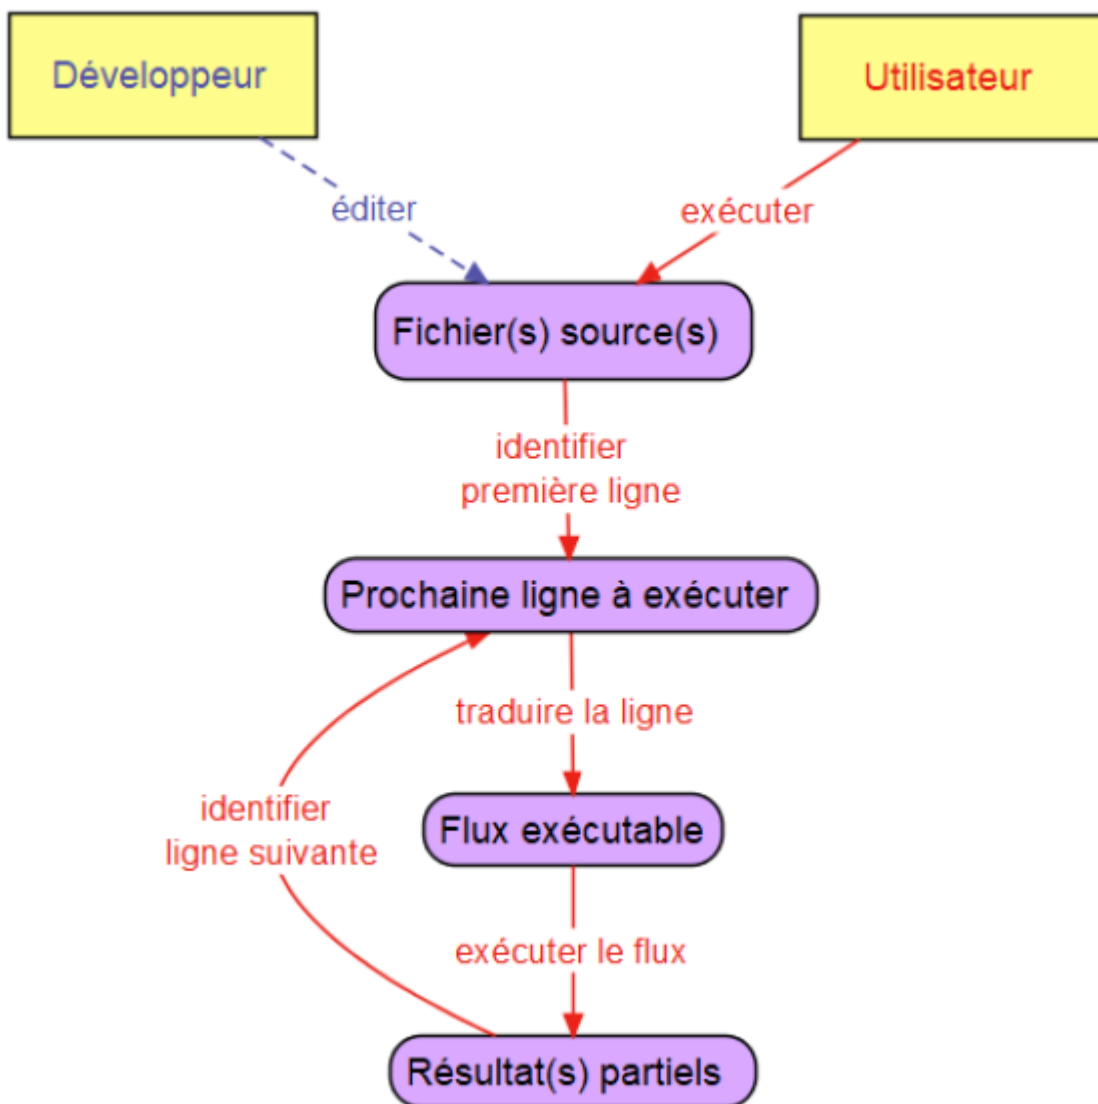 Développeur
Utilisateur
éditer
exécuter
Fichier(s) source(s)
identifier
première ligne
Prochaine ligne à exécuter
traduire la ligne
identifier
ligne suivante
Flux exécutable
exécuter le flux
Résultat(s) partiels